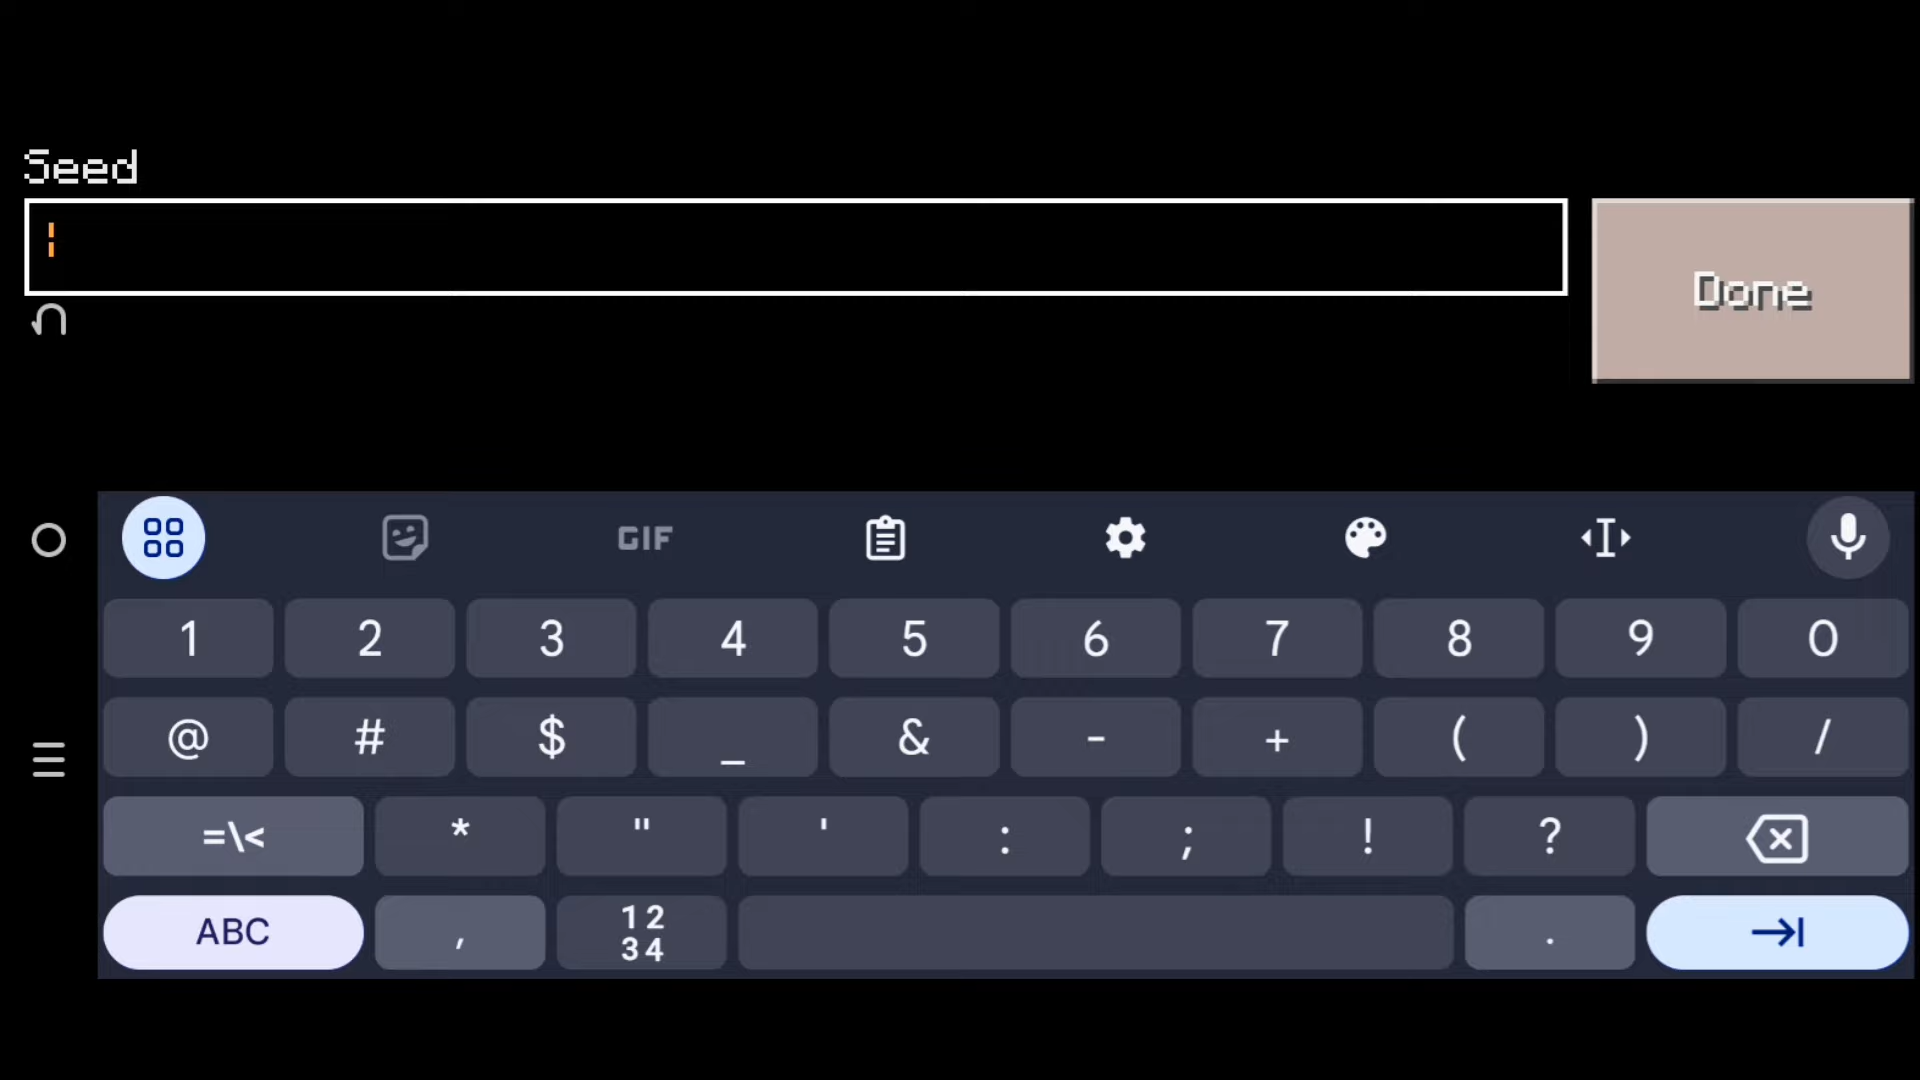 Seed
Done
GIF
1 2 3 4 5 6 7 8 9 0
@ # $ _ & - + ( ) /
=\< * " ' : ; ! ?
ABC , 12 .
34